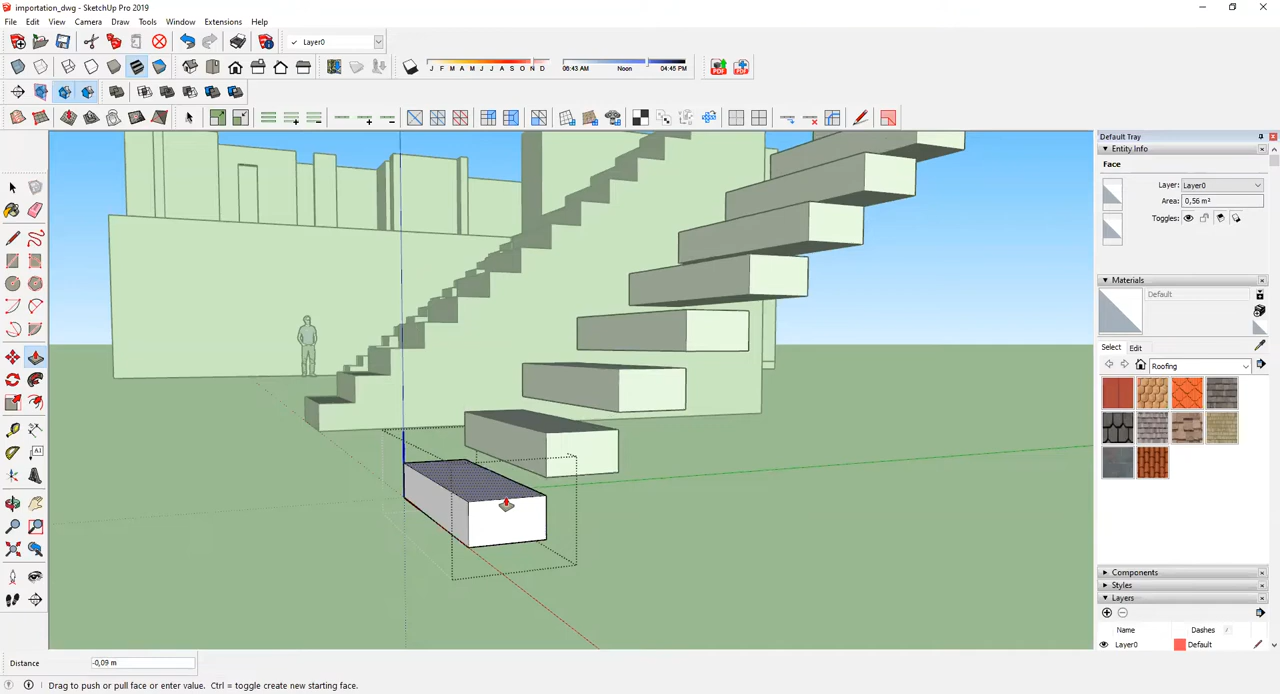 importation_dwg - SketchUp Pro 2019
File Edit View Camera Draw Tools Window Extensions Help
Layer0
J F M A M J J A S O N D 06:43 AM Noon 04:45 PM
PDF PDF
Default Tray
Entity Info
Face
Layer: Layer0
Area: 0,56 m²
Toggles:
Materials
Default
Select Edit
Roofing
A1
Components
Styles
Layers
Name Dashes
Layer0 Default
Distance -0,09 m
Drag to push or pull face or enter value. Ctrl = toggle create new starting face.